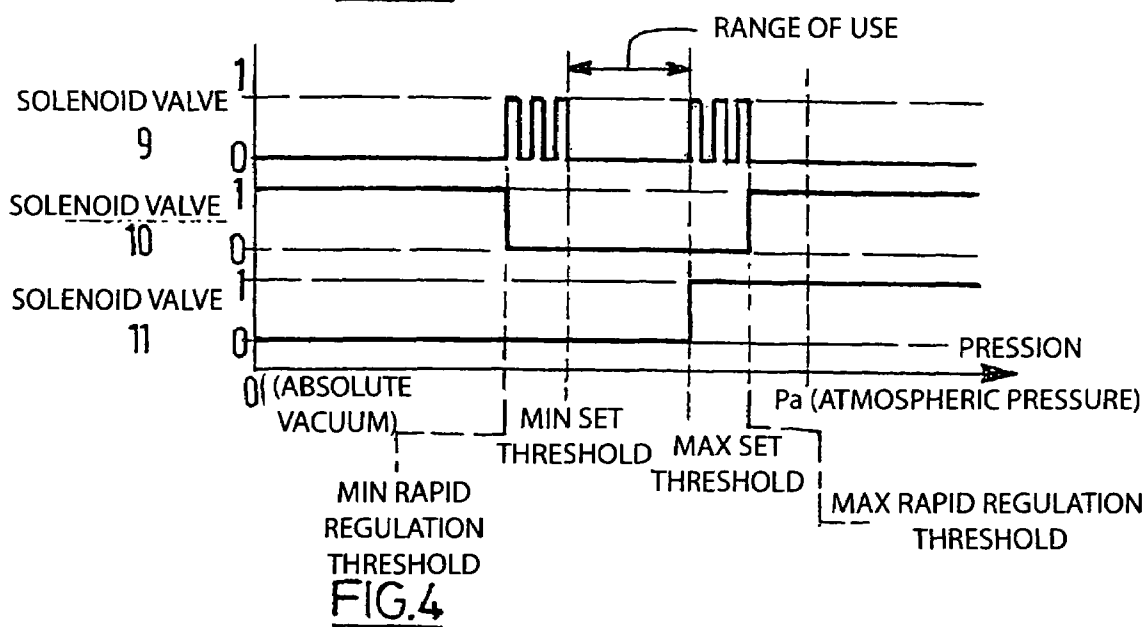 RANGE OF USE
1
SOLENOID VALVE
9
0
1
SOLENOID VALVE
10
0
1
SOLENOID VALVE
11
0
PRESSION
0 (ABSOLUTE
VACUUM)
Pa (ATMOSPHERIC PRESSURE)
MIN SET
THRESHOLD
MAX SET
THRESHOLD
MIN RAPID
REGULATION
THRESHOLD
MAX RAPID REGULATION
THRESHOLD
FIG.4